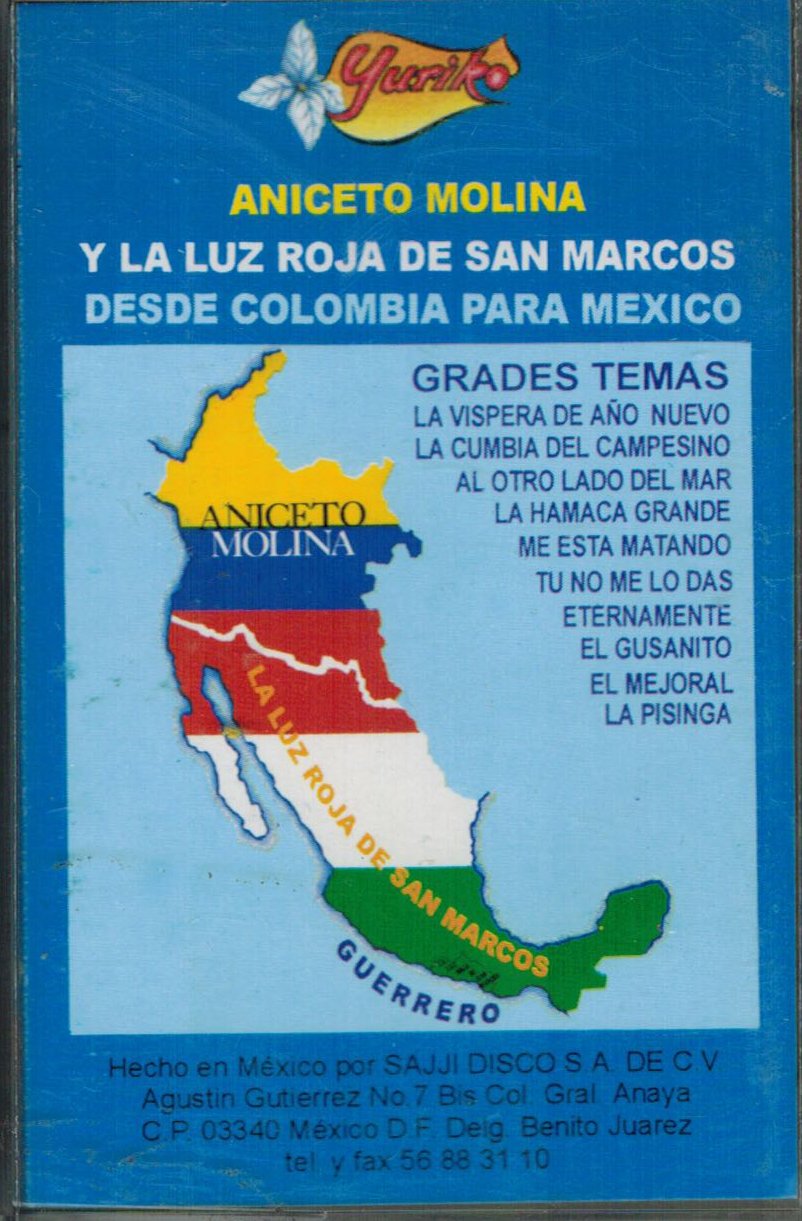 Yuriko
ANICETO MOLINA
Y LA LUZ ROJA DE SAN MARCOS
DESDE COLOMBIA PARA MEXICO
GRADES TEMAS
LA VISPERA DE AÑO NUEVO
LA CUMBIA DEL CAMPESINO
AL OTRO LADO DEL MAR
LA HAMACA GRANDE
ME ESTA MATANDO
TU NO ME LO DAS
ETERNAMENTE
EL GUSANITO
EL MEJORAL
LA PISINGA
ANICETO
MOLINA
LA LUZ ROJA DE SAN MARCOS
GUERRERO
Hecho en México por SAJJI DISCO S.A. DE C V
Agustin Gutierrez No.7 Bis Col. Gral. Anaya
C.P. 03340 México D.F. Delg. Benito Juarez
tel. y fax 56 88 31 10